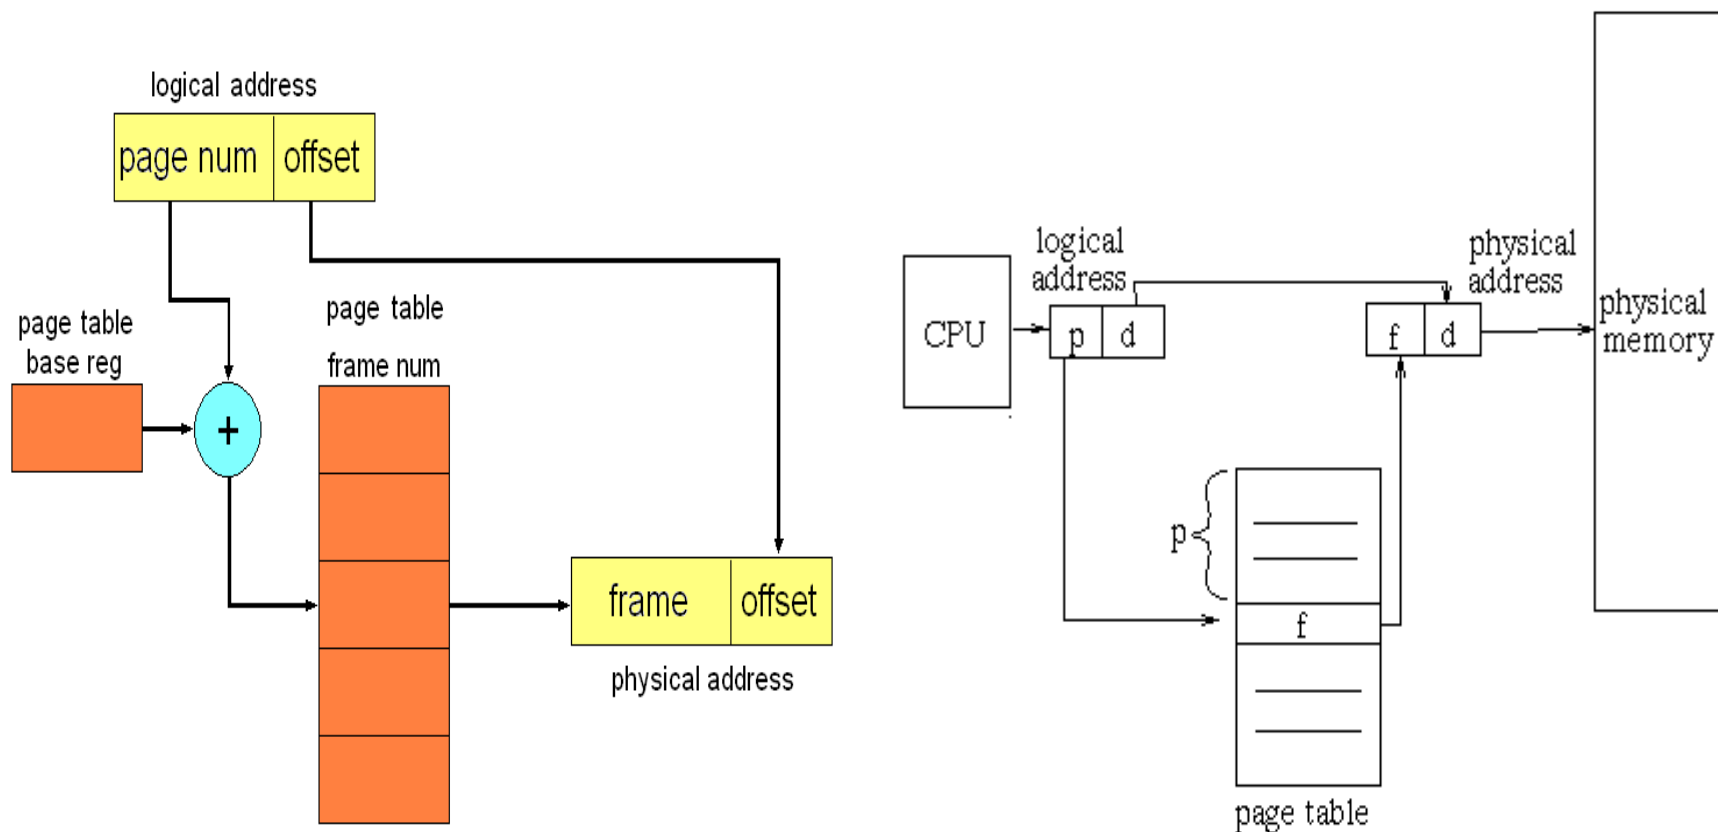 logical address
page num
offset
page table
base reg
+
page table
frame num
frame
offset
physical address
CPU
logical
address
p
d
physical
address
f
d
physical
memory
p
f
page table